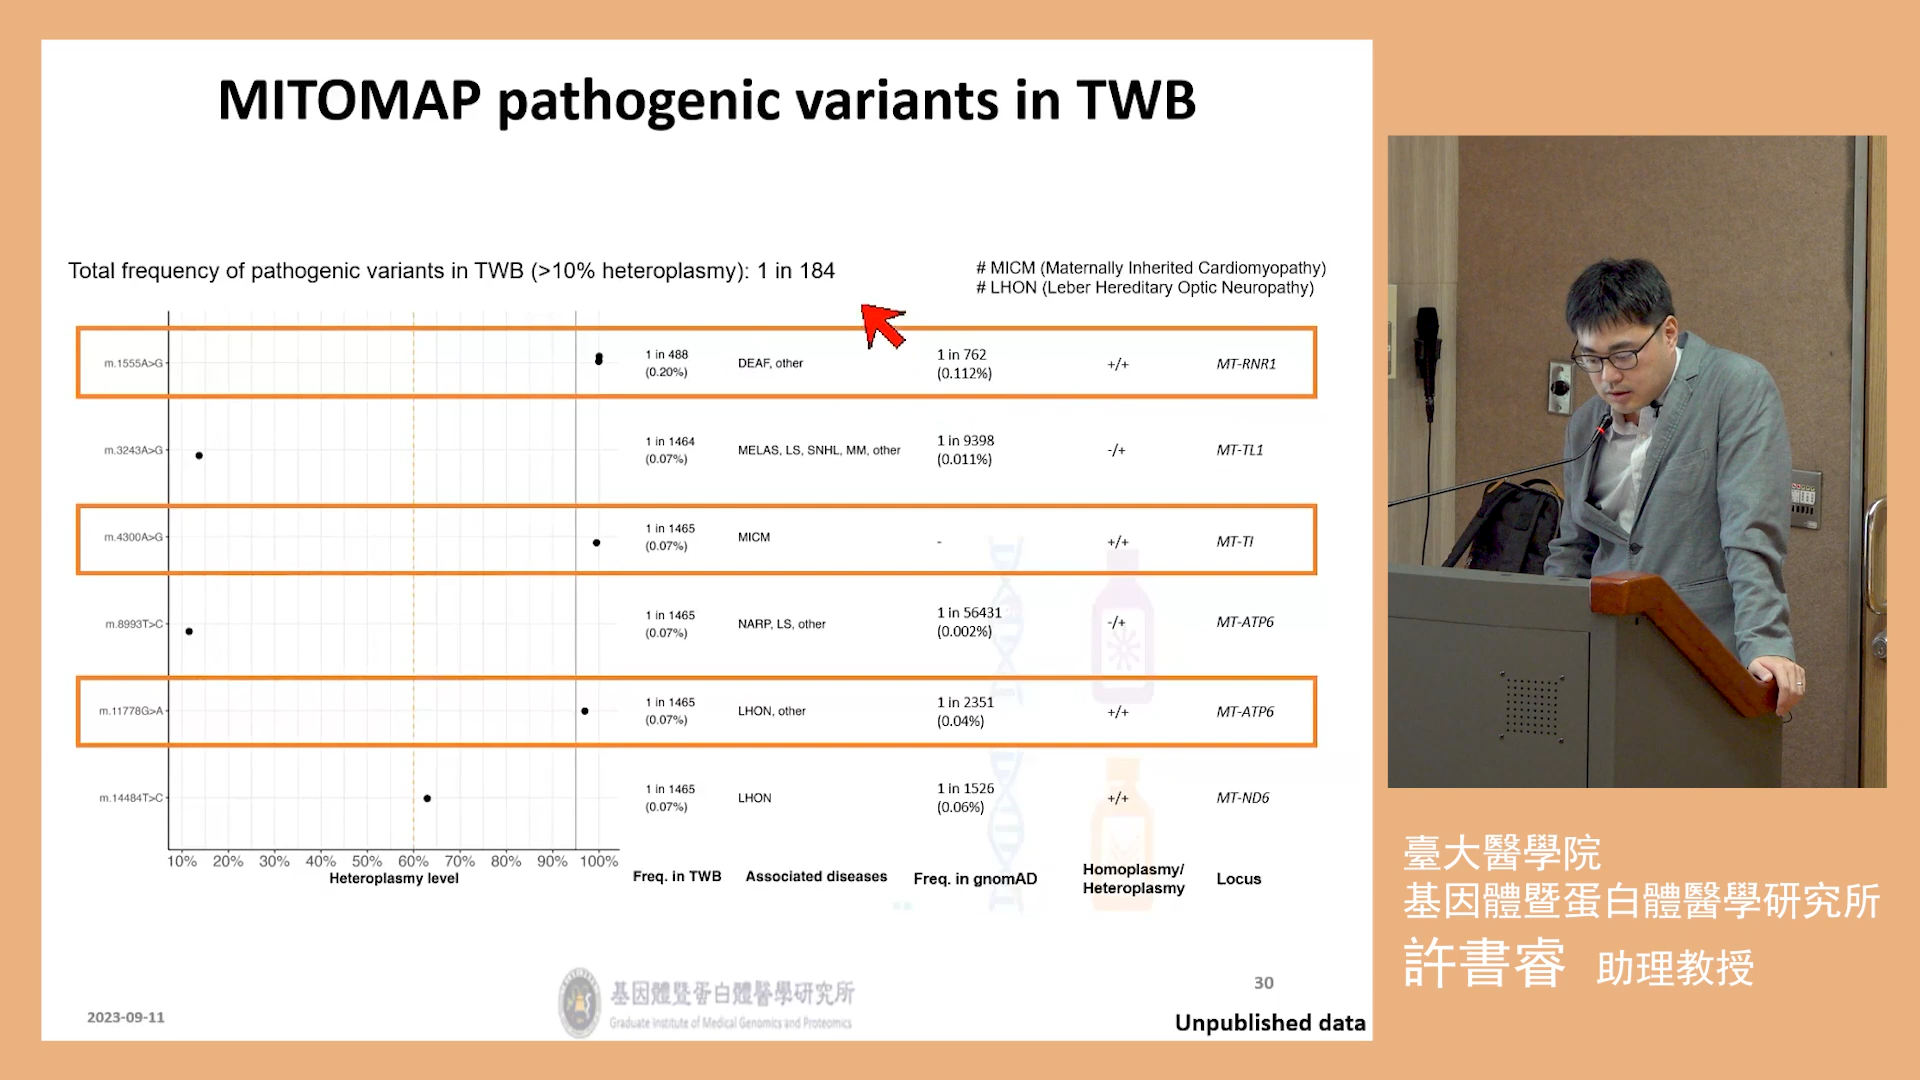 MITOMAP pathogenic variants in TWB
Total frequency of pathogenic variants in TWB (>10% heteroplasmy): 1 in 184
# MICM (Maternally Inherited Cardiomyopathy)
# LHON (Leber Hereditary Optic Neuropathy)
m.1555A>G
1 in 488
(0.20%)
DEAF, other
1 in 762
(0.112%)
+/+
MT-RNR1
m.3243A>G
1 in 1464
(0.07%)
MELAS, LS, SNHL, MM, other
1 in 9398
(0.011%)
-/+
MT-TL1
m.4300A>G
1 in 1465
(0.07%)
MICM
-
+/+
MT-TI
m.8993T>C
1 in 1465
(0.07%)
NARP, LS, other
1 in 56431
(0.002%)
-/+
MT-ATP6
m.11778G>A
1 in 1465
(0.07%)
LHON, other
1 in 2351
(0.04%)
+/+
MT-ATP6
m.14484T>C
1 in 1465
(0.07%)
LHON
1 in 1526
(0.06%)
+/+
MT-ND6
10% 20% 30% 40% 50% 60% 70% 80% 90% 100%
Heteroplasmy level
Freq. in TWB
Associated diseases
Freq. in gnomAD
Homoplasmy/
Heteroplasmy
Locus
2023-09-11
基因體暨蛋白體醫學研究所
Graduate Institute of Medical Genomics and Proteomics
30
Unpublished data
臺大醫學院
基因體暨蛋白體醫學研究所
許書睿 助理教授